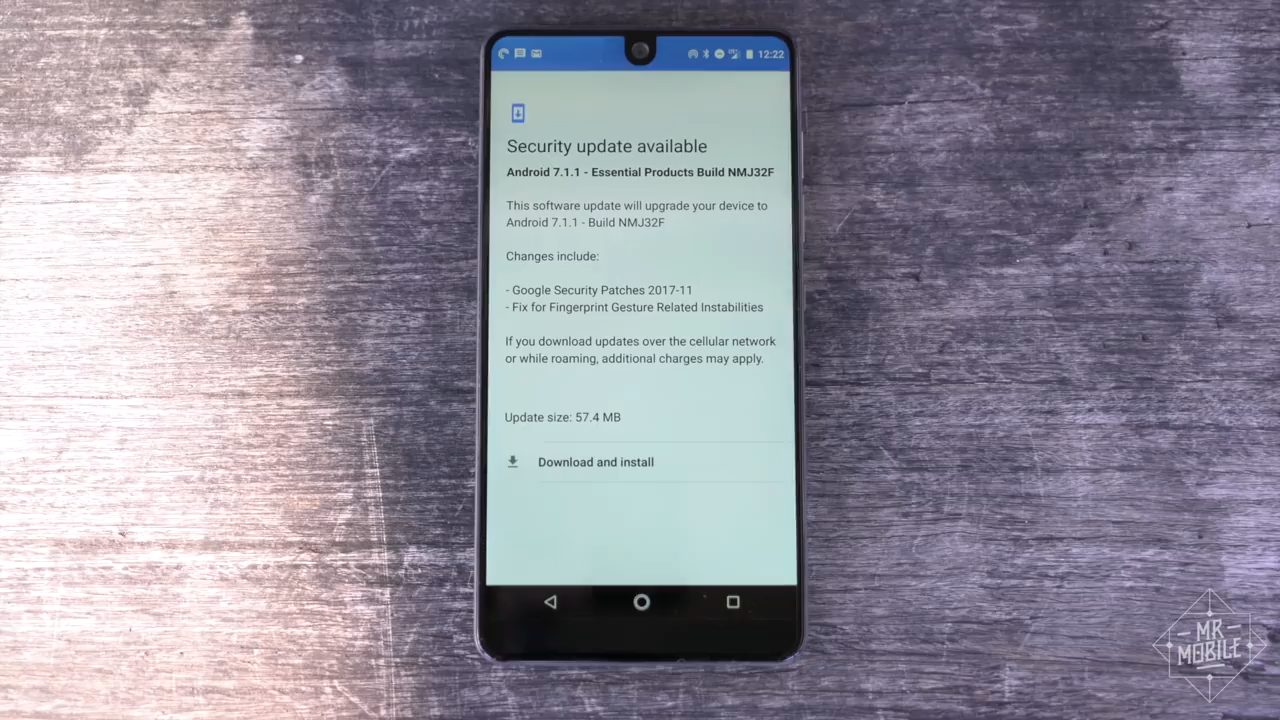 12:22
Security update available
Android 7.1.1 - Essential Products Build NMJ32F
This software update will upgrade your device to
Android 7.1.1 - Build NMJ32F
Changes include:
- Google Security Patches 2017-11
- Fix for Fingerprint Gesture Related Instabilities
If you download updates over the cellular network
or while roaming, additional charges may apply.
Update size: 57.4 MB
Download and install
MR
MOBILE